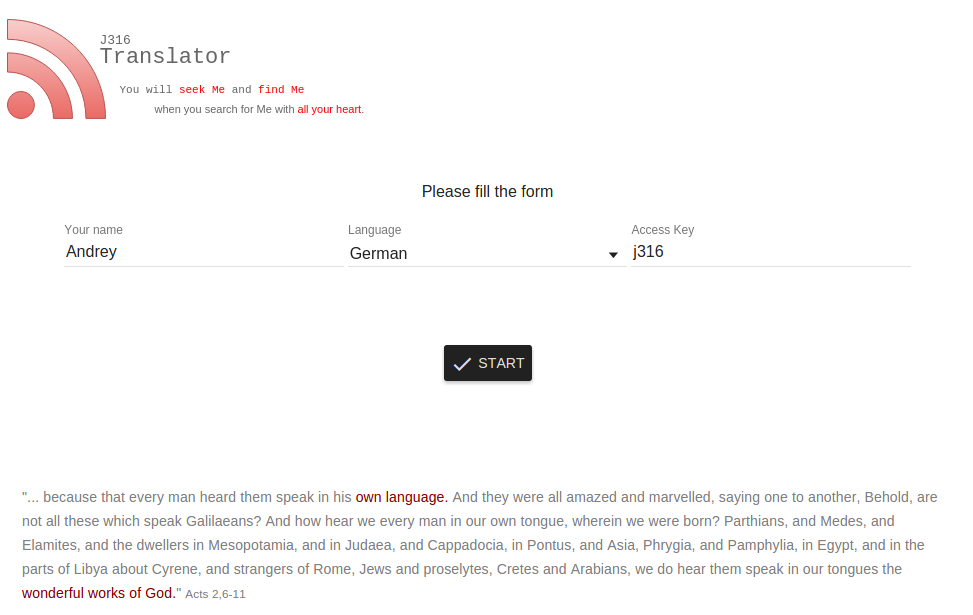 J316
Translator
You will seek Me and find Me
when you search for Me with all your heart.
Please fill the form
Your name Language Access Key
Andrey German j316
START
"... because that every man heard them speak in his own language. And they were all amazed and marvelled, saying one to another, Behold, are
not all these which speak Galilaeans? And how hear we every man in our own tongue, wherein we were born? Parthians, and Medes, and
Elamites, and the dwellers in Mesopotamia, and in Judaea, and Cappadocia, in Pontus, and Asia, Phrygia, and Pamphylia, in Egypt, and in the
parts of Libya about Cyrene, and strangers of Rome, Jews and proselytes, Cretes and Arabians, we do hear them speak in our tongues the
wonderful works of God." Acts 2,6-11